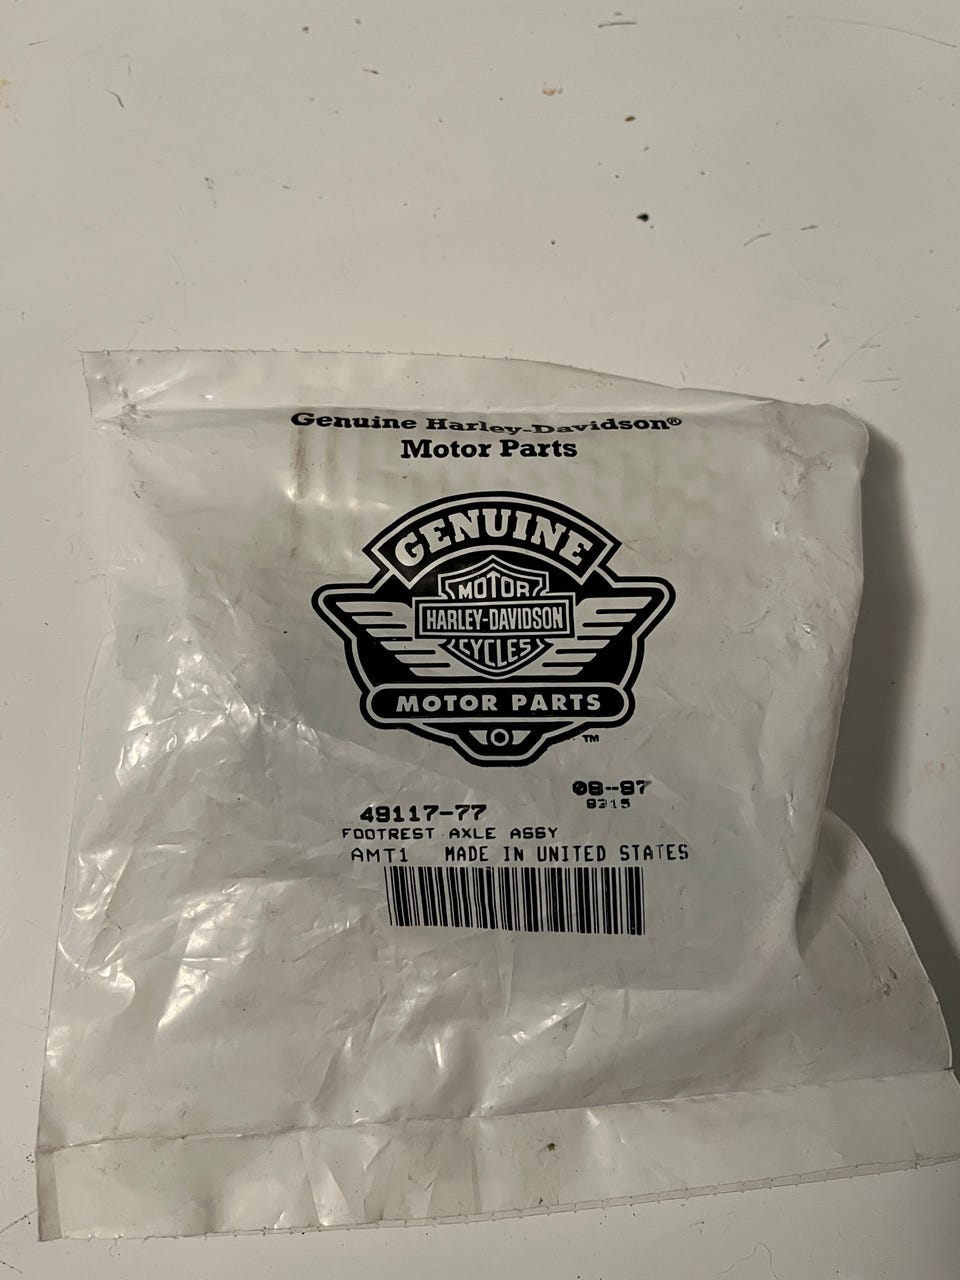 Genuine Harley-Davidson®
Motor Parts
GENUINE
MOTOR
HARLEY-DAVIDSON
CYCLES
MOTOR PARTS
TM
08--97
49117-77
FOOTREST AXLE ASSY
AMT1 MADE IN UNITED STATES